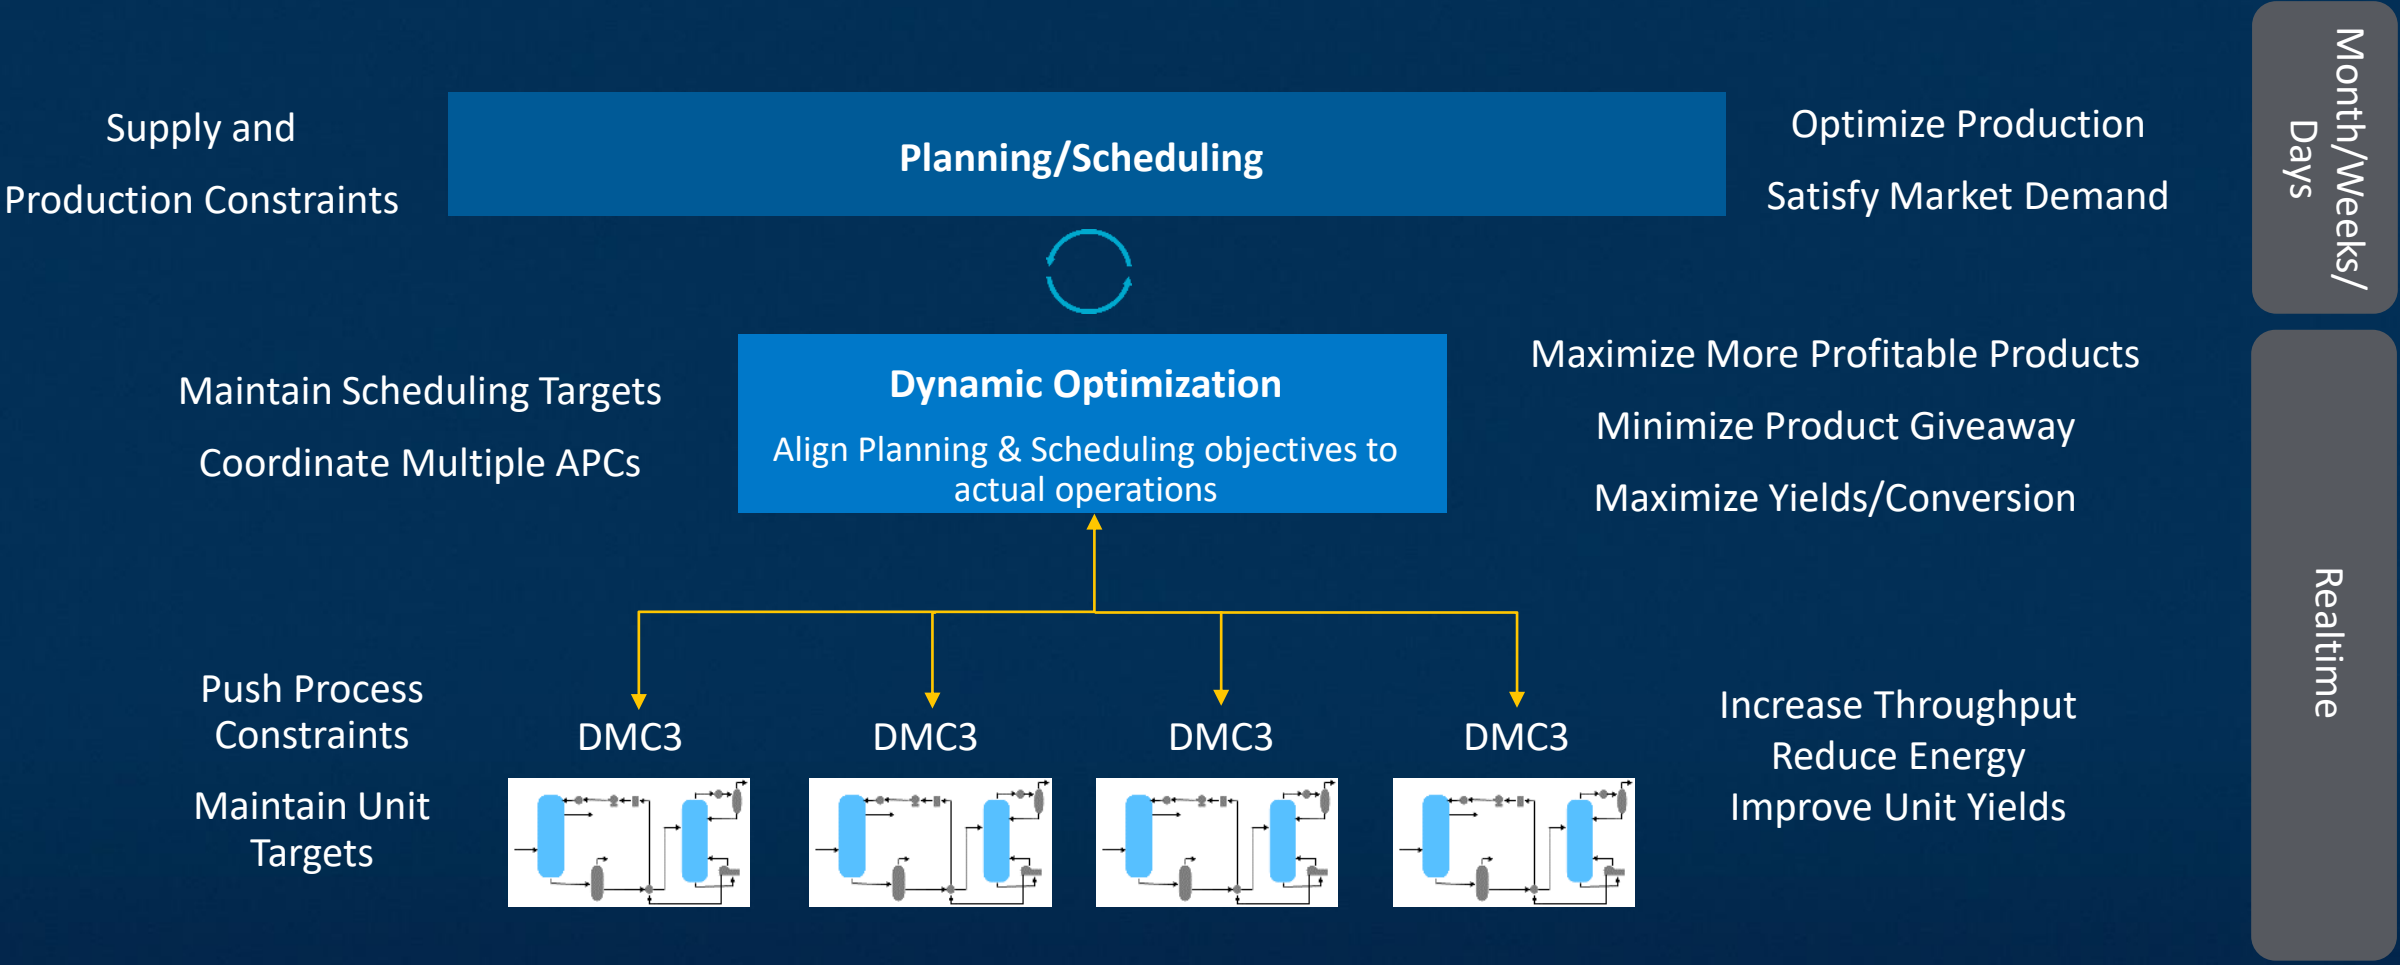 Supply and
Production Constraints
Planning/Scheduling
Optimize Production
Satisfy Market Demand
Month/Weeks/
Days
Maintain Scheduling Targets
Coordinate Multiple APCs
Dynamic Optimization
Align Planning & Scheduling objectives to
actual operations
Maximize More Profitable Products
Minimize Product Giveaway
Maximize Yields/Conversion
Realtime
Push Process
Constraints
Maintain Unit
Targets
DMC3
DMC3
DMC3
DMC3
Increase Throughput
Reduce Energy
Improve Unit Yields